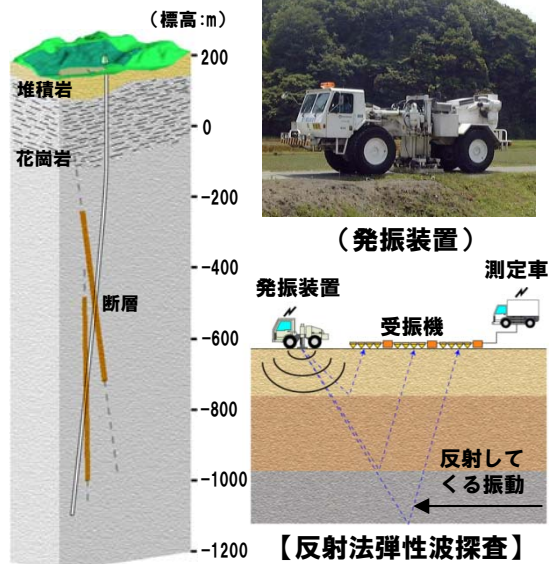 (標高:m)
200
堆積岩
0
花崗岩
-200
-400
断層
-600
-800
-1000
-1200
(発振装置)
測定車
発振装置
受振機
反射して
くる振動
【反射法弾性波探査】